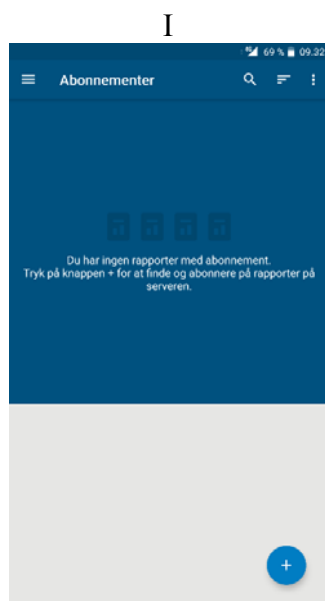 I
69 % 09.32
Abonnementer
Du har ingen rapporter med abonnement.
Tryk på knappen + for at finde og abonnere på rapporter på
serveren.
+